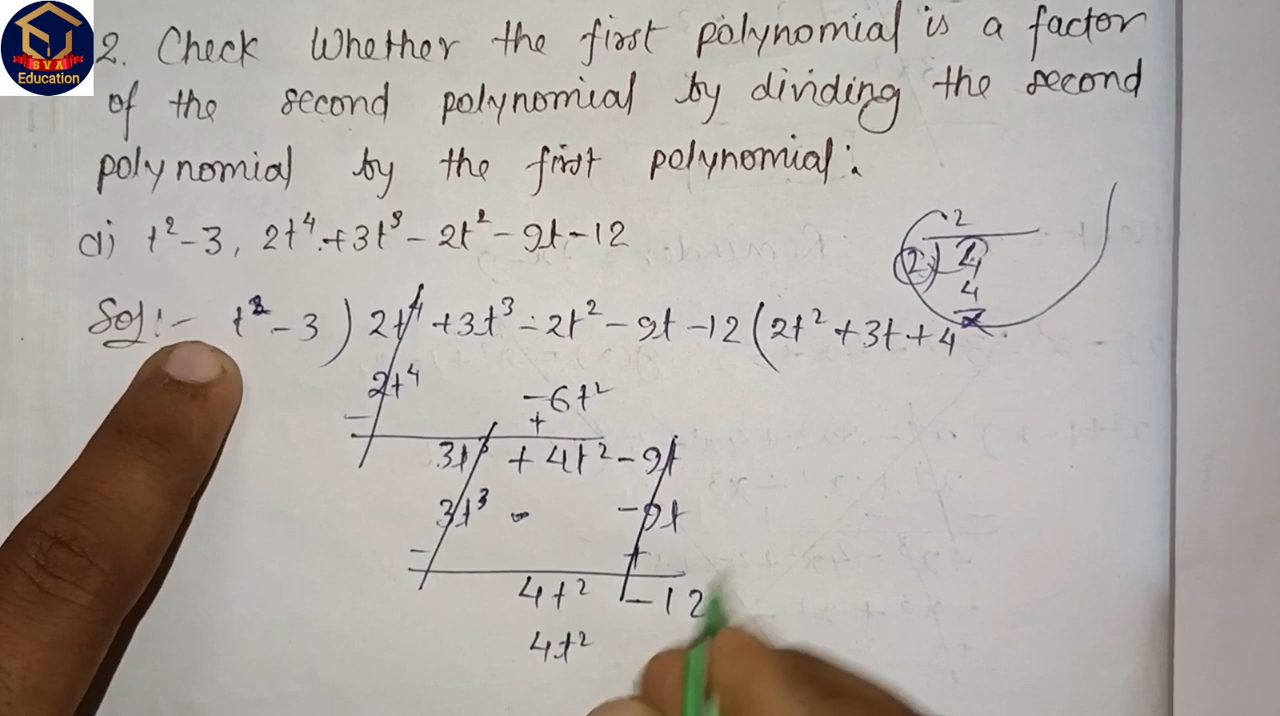 SVA
Education
2. Check Whether the first polynomial is a factor
of the second polynomial by dividing the second
polynomial by the first polynomial:
a) t² - 3, 2t⁴ + 3t³ - 2t² - 9t - 12
2
2) 4
4
Sol:- t² - 3 ) 2t⁴ + 3t³ - 2t² - 9t - 12 ( 2t² + 3t + 4
2t⁴ - 6t²
- +
3t³ + 4t² - 9t
3t³ - 9t
- +
4t² - 12
4t²